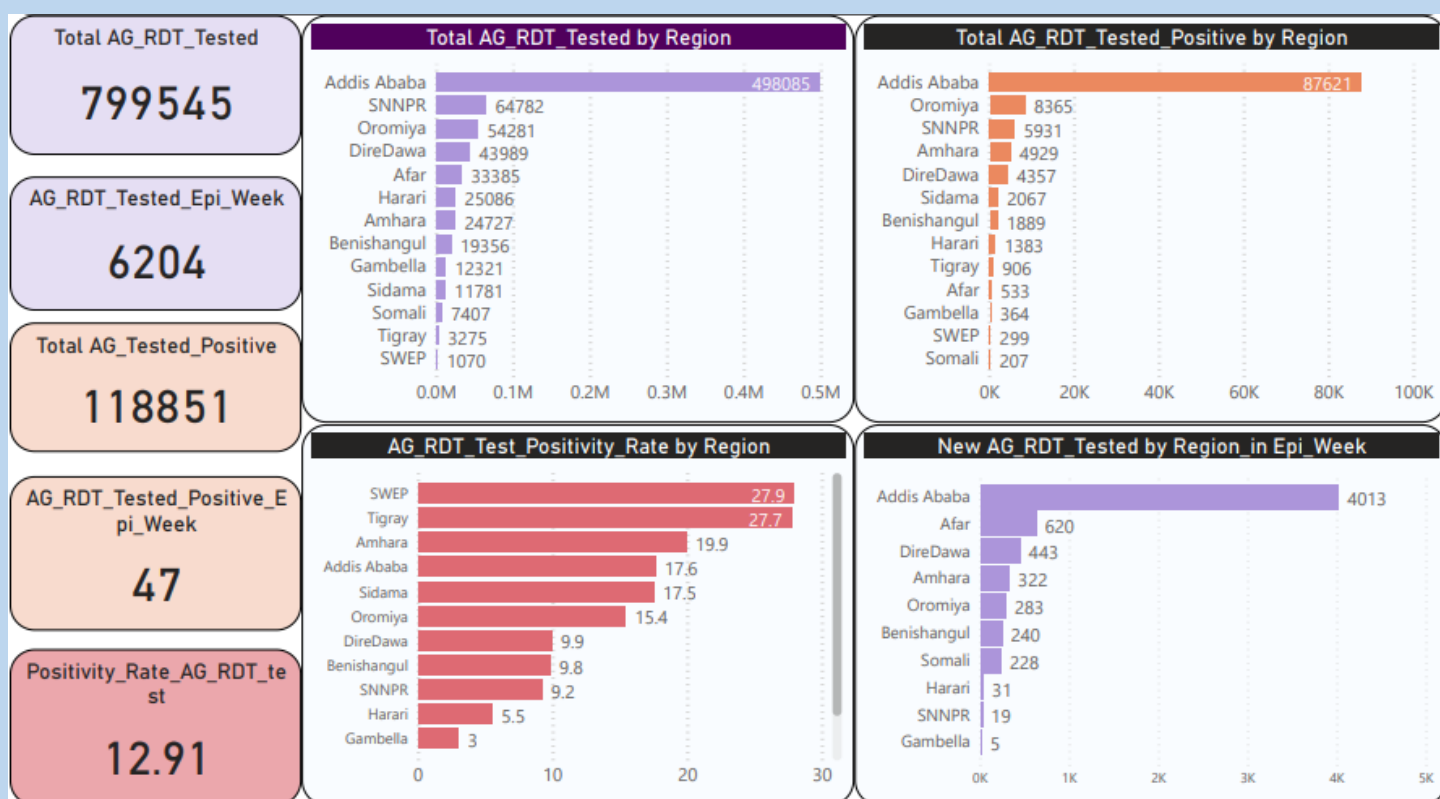 Total AG_RDT_Tested
799545
AG_RDT_Tested_Epi_Week
6204
Total AG_Tested_Positive
118851
AG_RDT_Tested_Positive_E
pi_Week
47
Positivity_Rate_AG_RDT_te
st
12.91
Total AG_RDT_Tested by Region
Addis Ababa 498085
SNNPR 64782
Oromiya 54281
DireDawa 43989
Afar 33385
Harari 25086
Amhara 24727
Benishangul 19356
Gambella 12321
Sidama 11781
Somali 7407
Tigray 3275
SWEP 1070
0.0M 0.1M 0.2M 0.3M 0.4M 0.5M
Total AG_RDT_Tested_Positive by Region
Addis Ababa 87621
Oromiya 8365
SNNPR 5931
Amhara 4929
DireDawa 4357
Sidama 2067
Benishangul 1889
Harari 1383
Tigray 906
Afar 533
Gambella 364
SWEP 299
Somali 207
0K 20K 40K 60K 80K 100K
AG_RDT_Test_Positivity_Rate by Region
SWEP 27.9
Tigray 27.7
Amhara 19.9
Addis Ababa 17.6
Sidama 17.5
Oromiya 15.4
DireDawa 9.9
Benishangul 9.8
SNNPR 9.2
Harari 5.5
Gambella 3
0 10 20 30
New AG_RDT_Tested by Region_in Epi_Week
Addis Ababa 4013
Afar 620
DireDawa 443
Amhara 322
Oromiya 283
Benishangul 240
Somali 228
Harari 31
SNNPR 19
Gambella 5
0K 1K 2K 3K 4K 5K